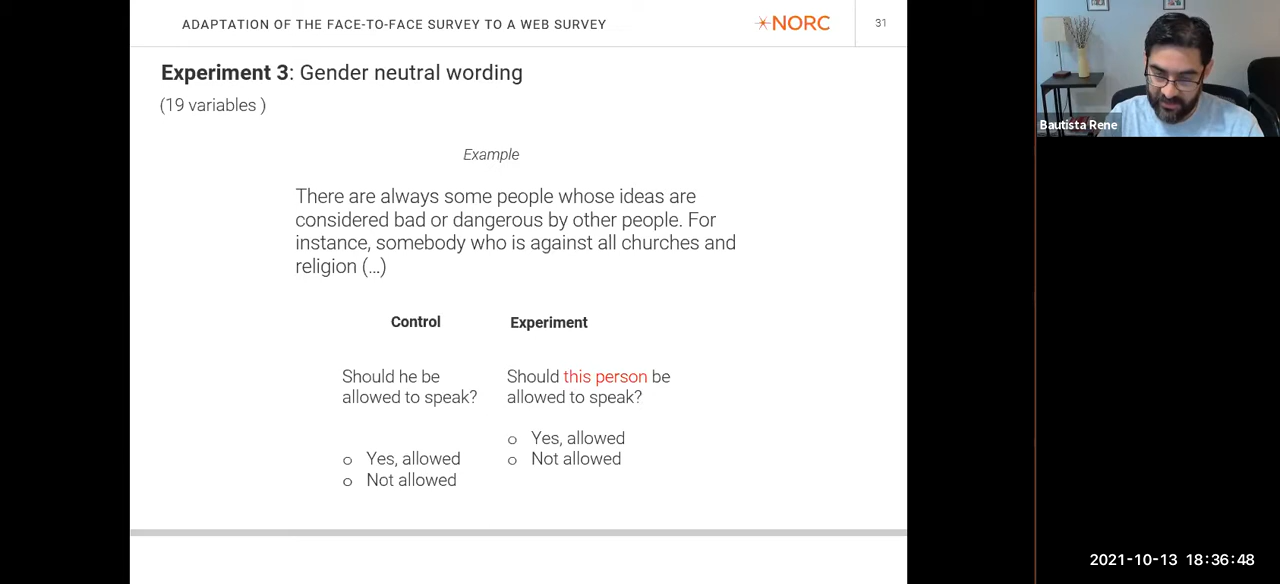 ADAPTATION OF THE FACE-TO-FACE SURVEY TO A WEB SURVEY
NORC
31
Experiment 3: Gender neutral wording
(19 variables )
Example
There are always some people whose ideas are
considered bad or dangerous by other people. For
instance, somebody who is against all churches and
religion (...)
Control
Should he be
allowed to speak?
o Yes, allowed
o Not allowed
Experiment
Should this person be
allowed to speak?
o Yes, allowed
o Not allowed
Bautista Rene
2021-10-13 18:36:48